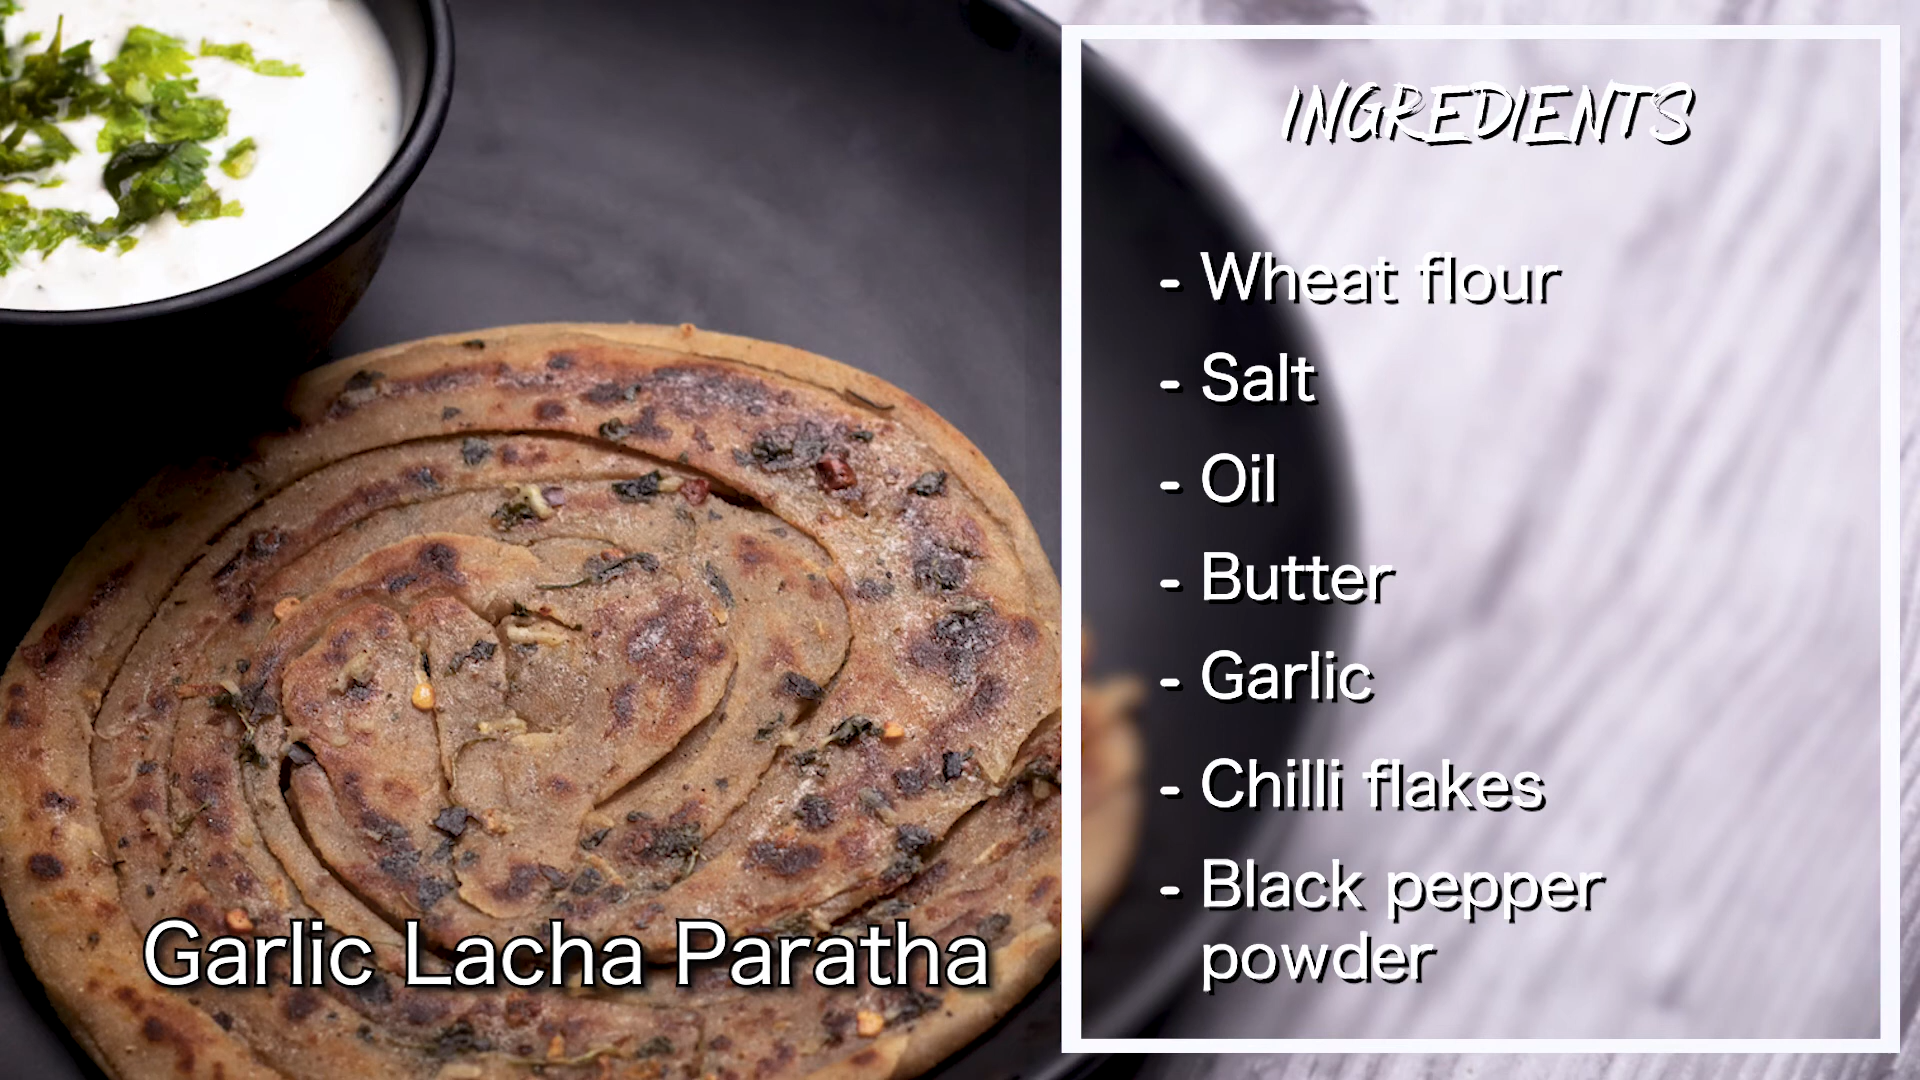 INGREDIENTS
- Wheat flour
- Salt
- Oil
- Butter
- Garlic
- Chilli flakes
- Black pepper
powder
Garlic Lacha Paratha